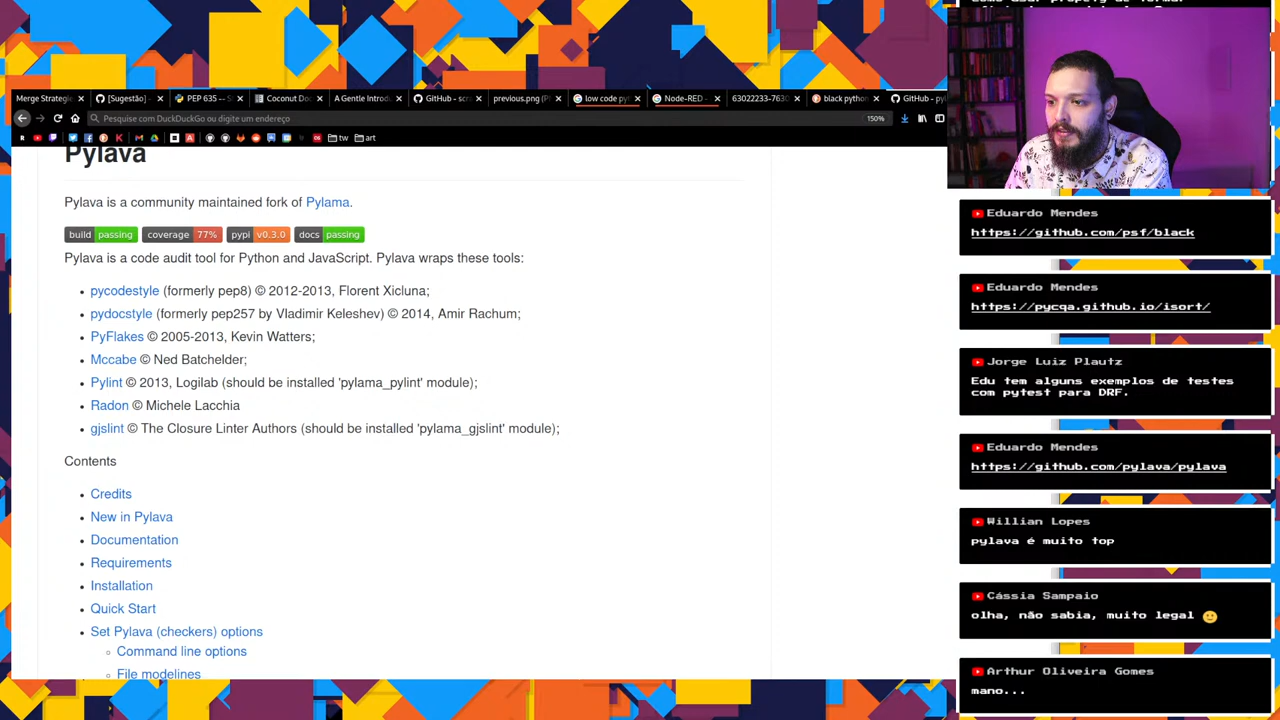 Merge Strategie
[Sugestão]
PEP 635 -- S
Coconut Doc
A Gentle Introd
GitHub - scra
previous.png (P
low code pyt
Node-RED -
63022233-7630
black python
GitHub - pyl
Pesquise com DuckDuckGo ou digite um endereço
150%
tw
art
Pylava
Pylava is a community maintained fork of Pylama.
build passing coverage 77% pypi v0.3.0 docs passing
Pylava is a code audit tool for Python and JavaScript. Pylava wraps these tools:
• pycodestyle (formerly pep8) © 2012-2013, Florent Xicluna;
• pydocstyle (formerly pep257 by Vladimir Keleshev) © 2014, Amir Rachum;
• PyFlakes © 2005-2013, Kevin Watters;
• Mccabe © Ned Batchelder;
• Pylint © 2013, Logilab (should be installed 'pylama_pylint' module);
• Radon © Michele Lacchia
• gjslint © The Closure Linter Authors (should be installed 'pylama_gjslint' module);
Contents
• Credits
• New in Pylava
• Documentation
• Requirements
• Installation
• Quick Start
• Set Pylava (checkers) options
◦ Command line options
◦ File modelines
Eduardo Mendes
https://github.com/psf/black
Eduardo Mendes
https://pycqa.github.io/isort/
Jorge Luiz Plautz
Edu tem alguns exemplos de testes
com pytest para DRF.
Eduardo Mendes
https://github.com/pylava/pylava
Willian Lopes
pylava é muito top
Cássia Sampaio
olha, não sabia, muito legal 🙂
Arthur Oliveira Gomes
mano...